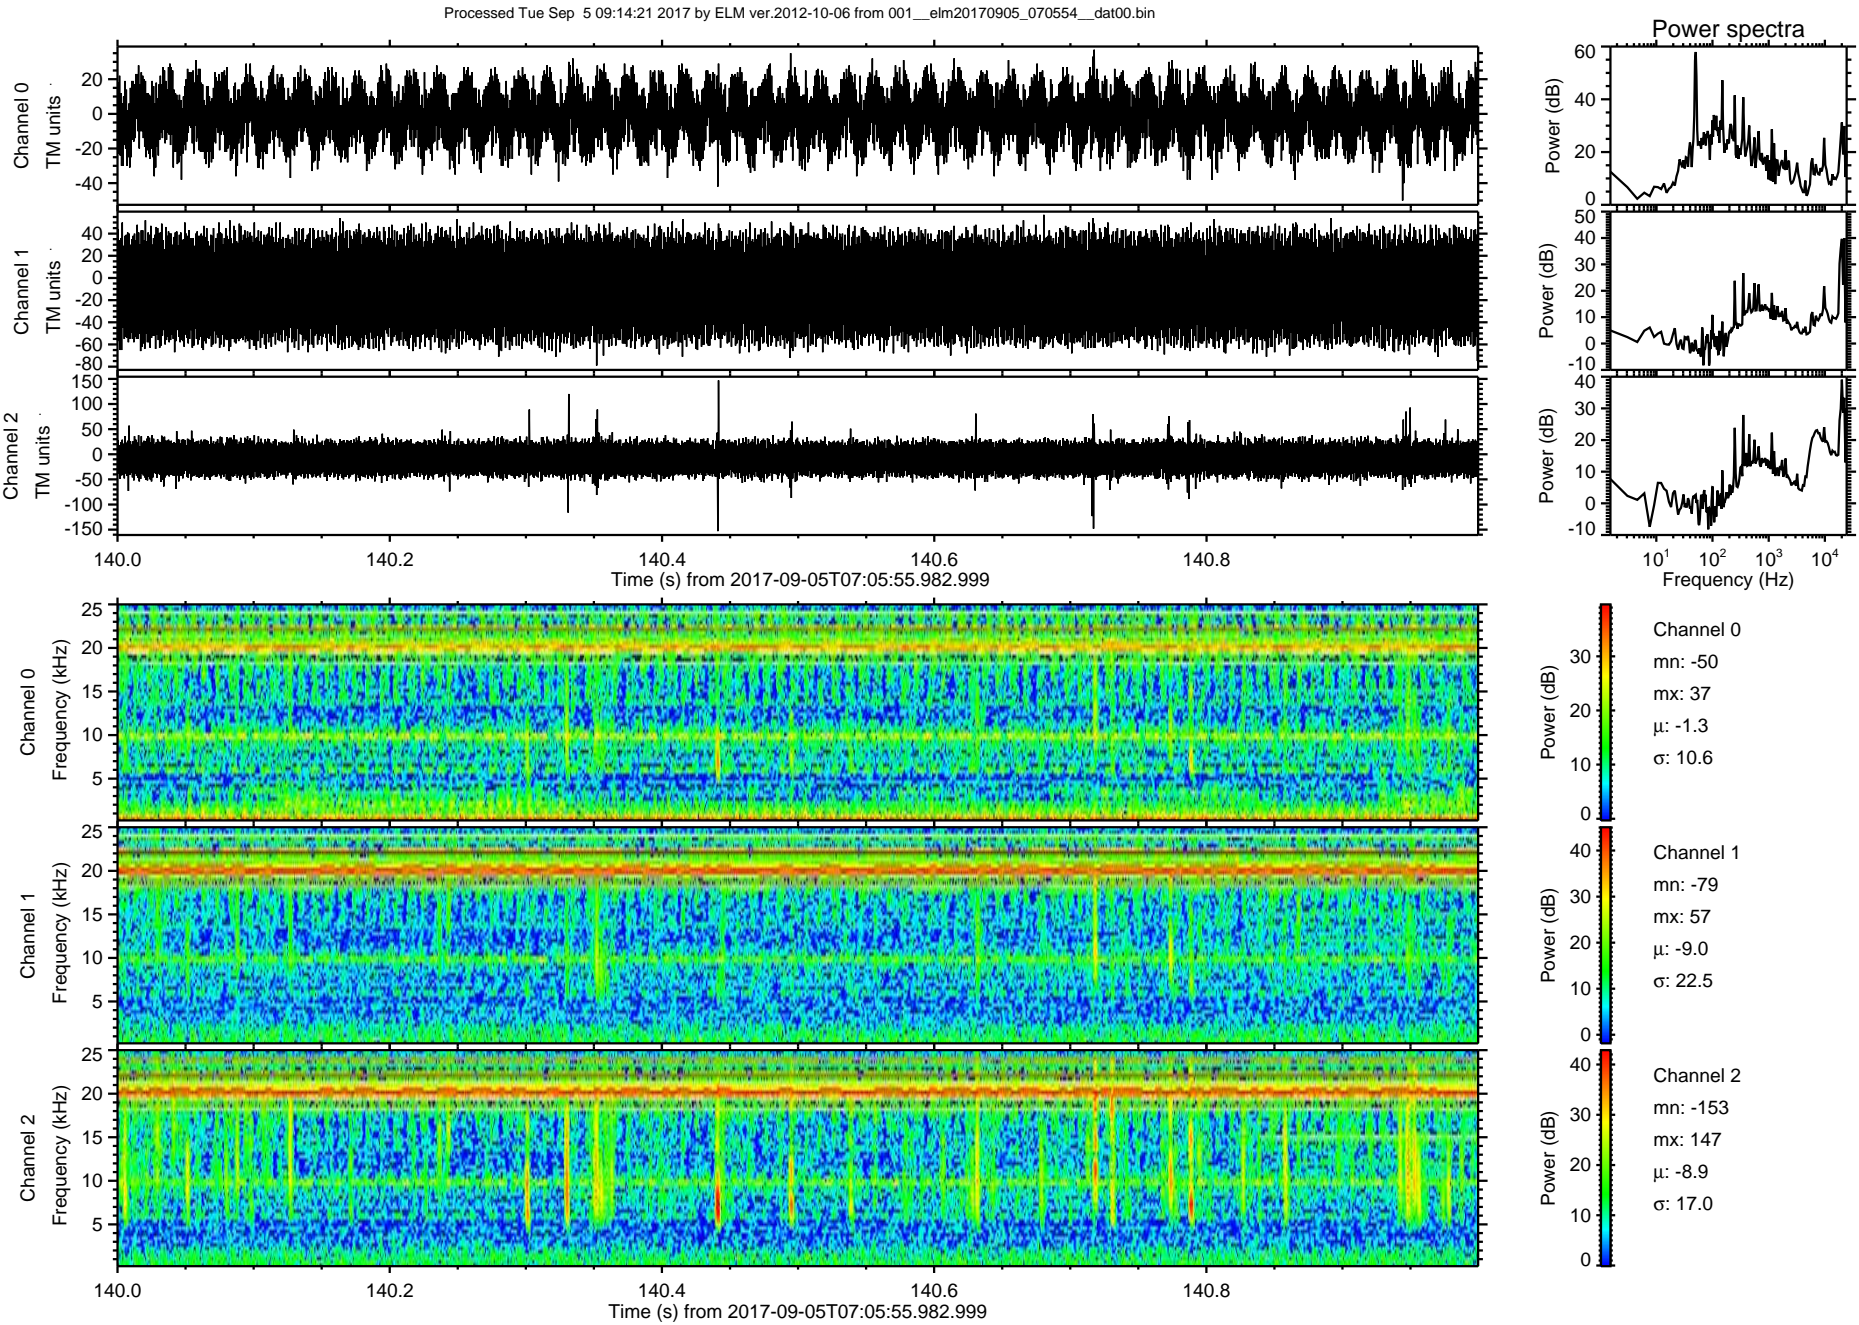 Processed Tue Sep  5 09:14:21 2017 by ELM ver.2012-10-06 from 001__elm20170905_070554__dat00.bin
Power spectra
Channel 0
TM units
20
0
-20
-40
Power (dB)
60
40
20
0
Channel 1
TM units
40
20
0
-20
-40
-60
-80
Power (dB)
50
40
30
20
10
0
-10
Channel 2
TM units
150
100
50
0
-50
-100
-150
Power (dB)
40
30
20
10
0
-10
140.0 140.2 140.4 140.6 140.8
Time (s) from 2017-09-05T07:05:55.982.999
10^1 10^2 10^3 10^4
Frequency (Hz)
Channel 0
Frequency (kHz)
25
20
15
10
5
Power (dB)
30
20
10
0
Channel 0
mn: -50
mx: 37
μ: -1.3
σ: 10.6
Channel 1
Frequency (kHz)
25
20
15
10
5
Power (dB)
40
30
20
10
0
Channel 1
mn: -79
mx: 57
μ: -9.0
σ: 22.5
Channel 2
Frequency (kHz)
25
20
15
10
5
Power (dB)
40
30
20
10
0
Channel 2
mn: -153
mx: 147
μ: -8.9
σ: 17.0
140.0 140.2 140.4 140.6 140.8
Time (s) from 2017-09-05T07:05:55.982.999